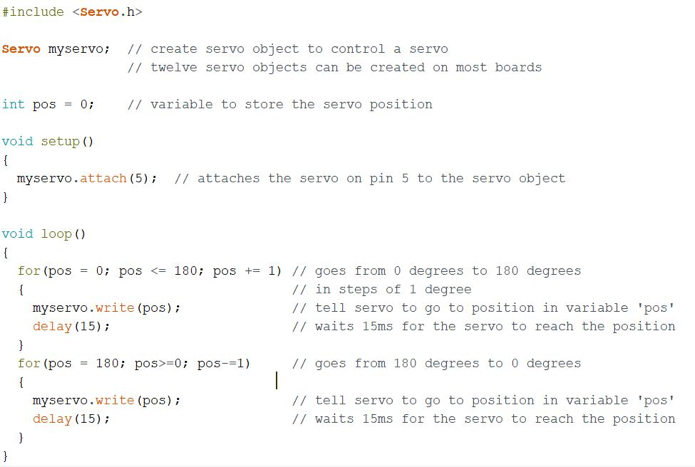 #include <Servo.h>
Servo myservo;  // create servo object to control a servo
                // twelve servo objects can be created on most boards
int pos = 0;    // variable to store the servo position
void setup()
{
  myservo.attach(5);  // attaches the servo on pin 5 to the servo object
}
void loop()
{
  for(pos = 0; pos <= 180; pos += 1) // goes from 0 degrees to 180 degrees
  {                                  // in steps of 1 degree
    myservo.write(pos);              // tell servo to go to position in variable 'pos'
    delay(15);                       // waits 15ms for the servo to reach the position
  }
  for(pos = 180; pos>=0; pos-=1)     // goes from 180 degrees to 0 degrees
  {
    myservo.write(pos);              // tell servo to go to position in variable 'pos'
    delay(15);                       // waits 15ms for the servo to reach the position
  }
}